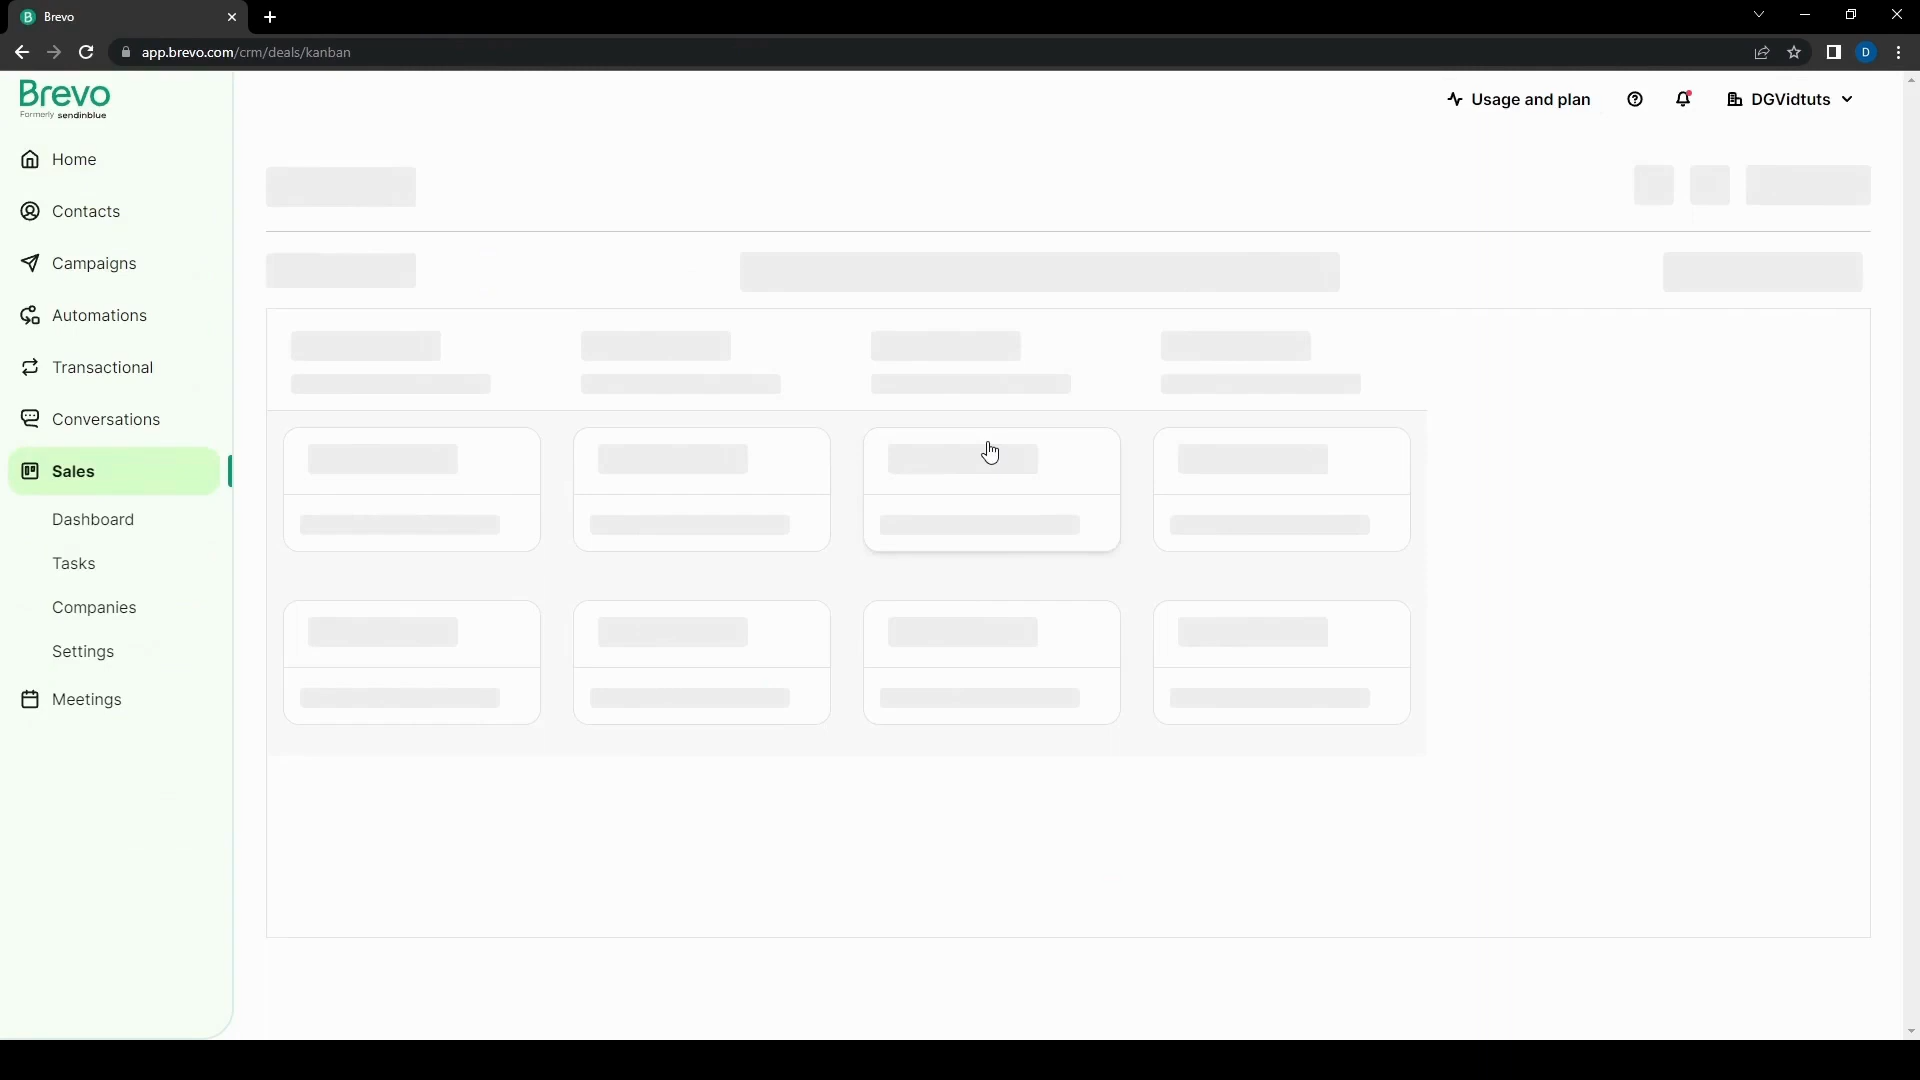 Brevo
app.brevo.com/crm/deals/kanban
D
Brevo
Formerly sendinblue
Usage and plan
DGVidtuts
Home
Contacts
Campaigns
Automations
Transactional
Conversations
Sales
Dashboard
Tasks
Companies
Settings
Meetings